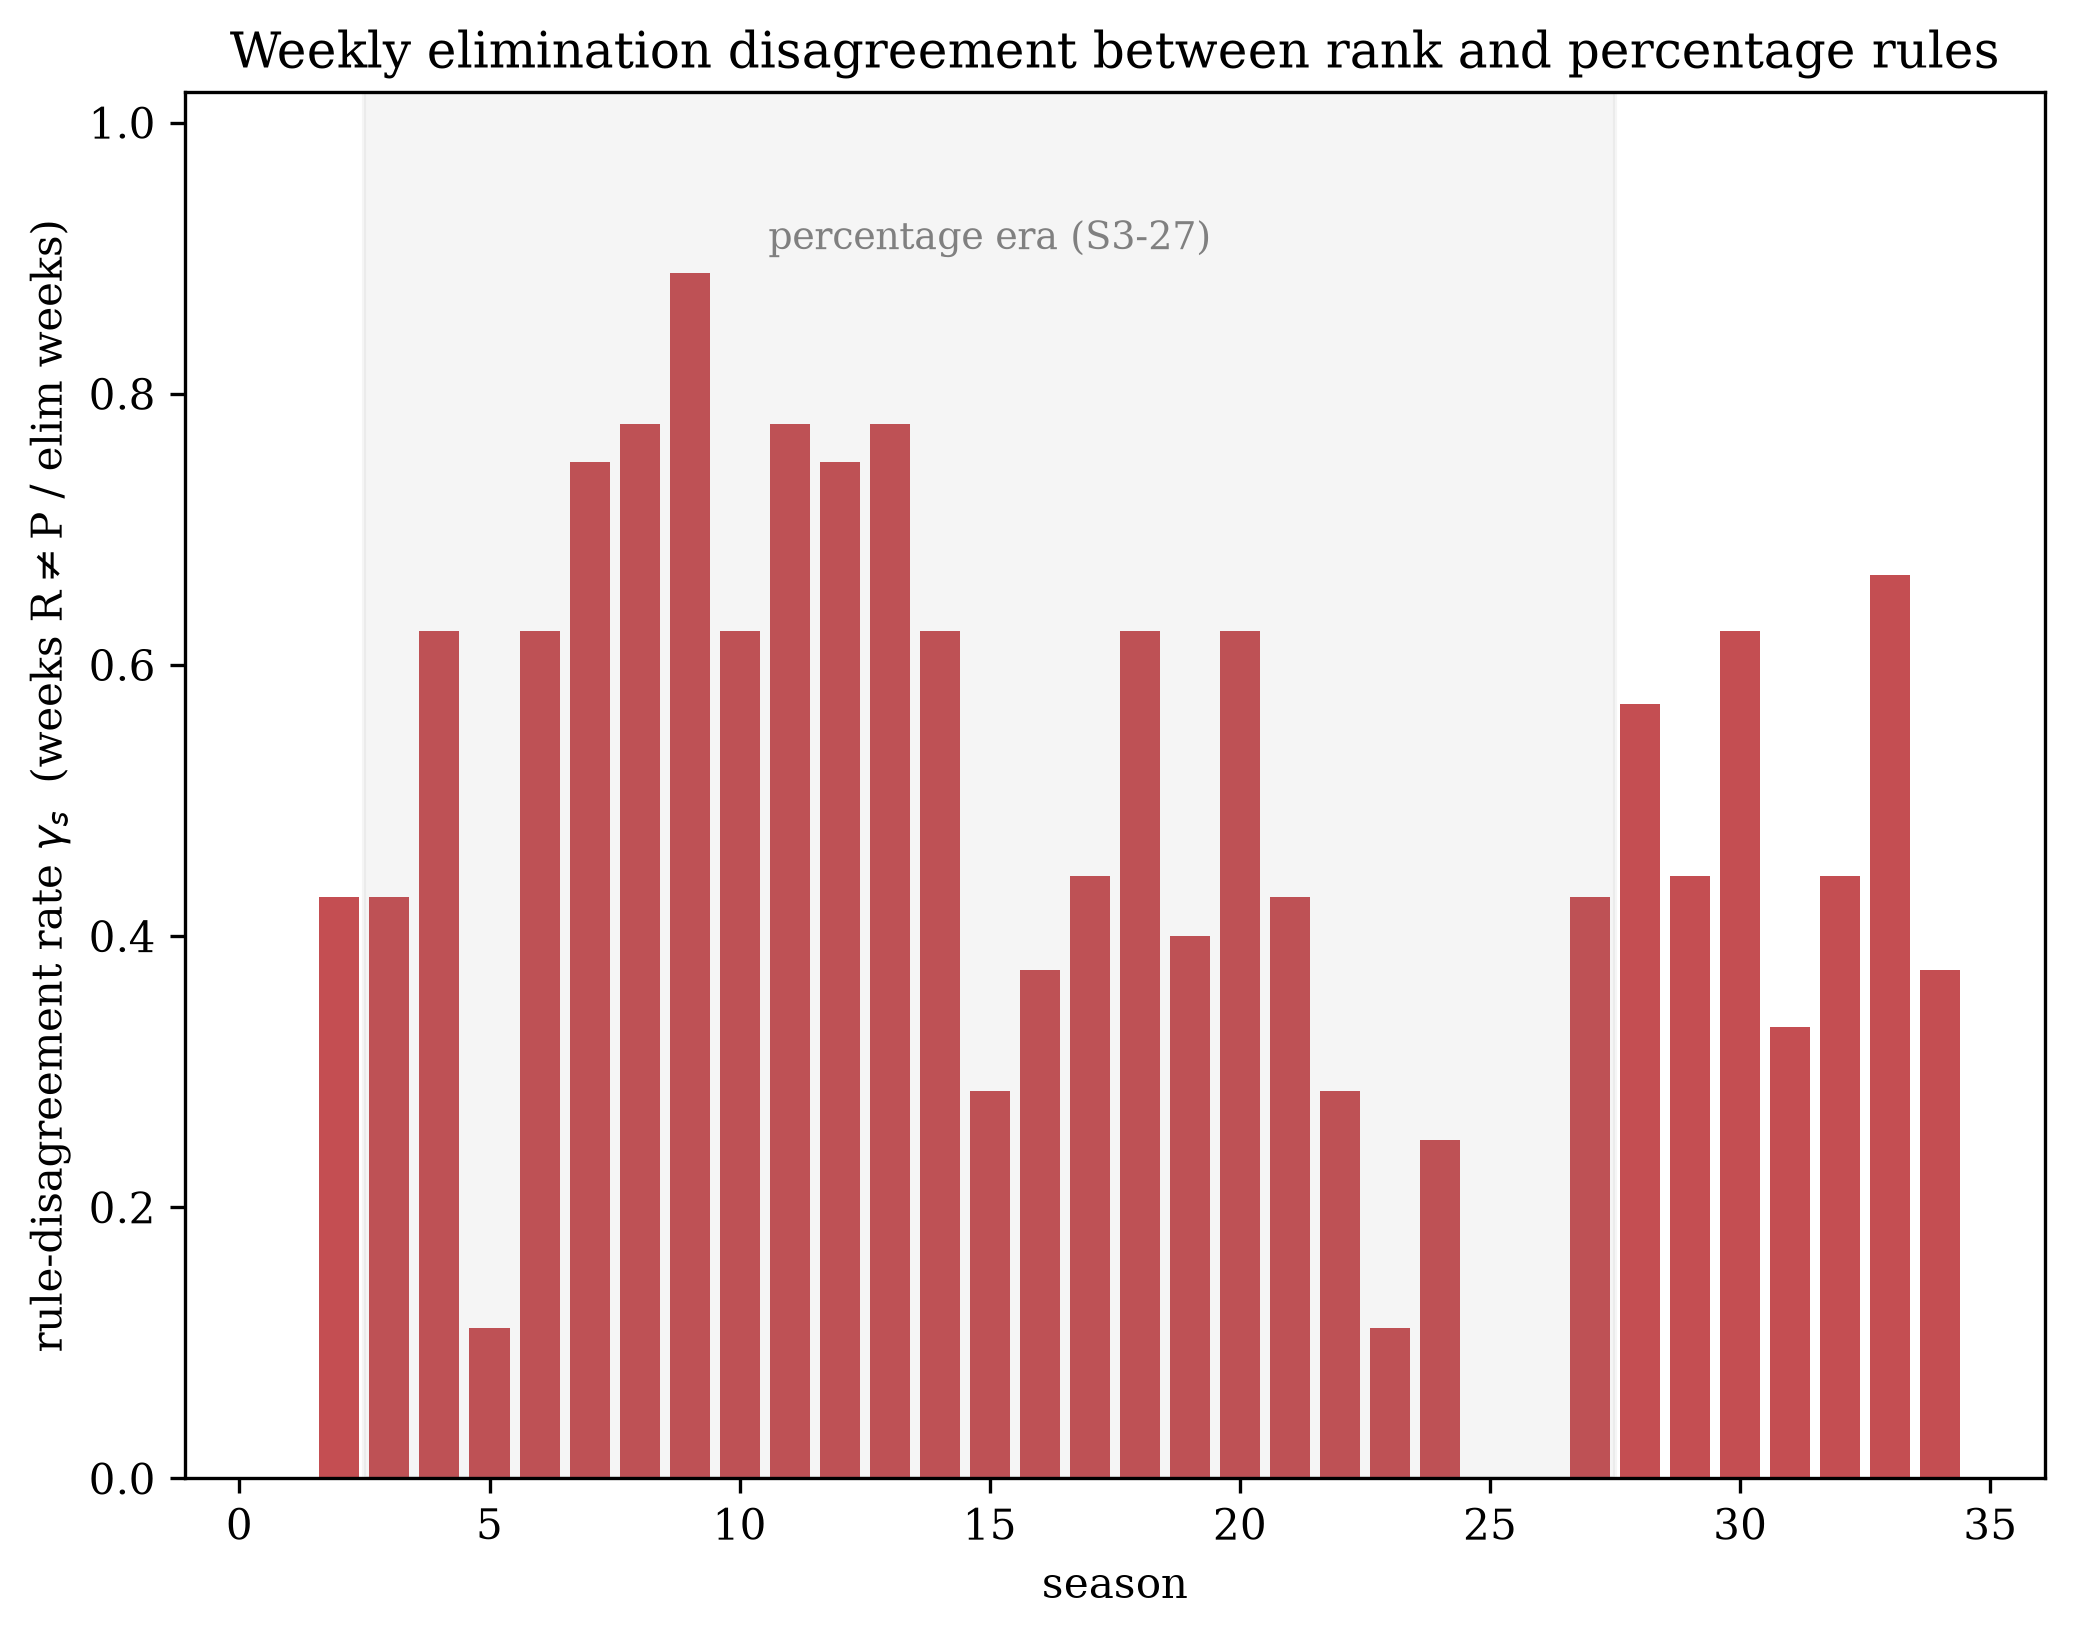 Weekly elimination disagreement between rank and percentage rules
rule-disagreement rate γₛ (weeks R ≠ P / elim weeks)
1.0
0.8
0.6
0.4
0.2
0.0
percentage era (S3-27)
0 5 10 15 20 25 30 35
season